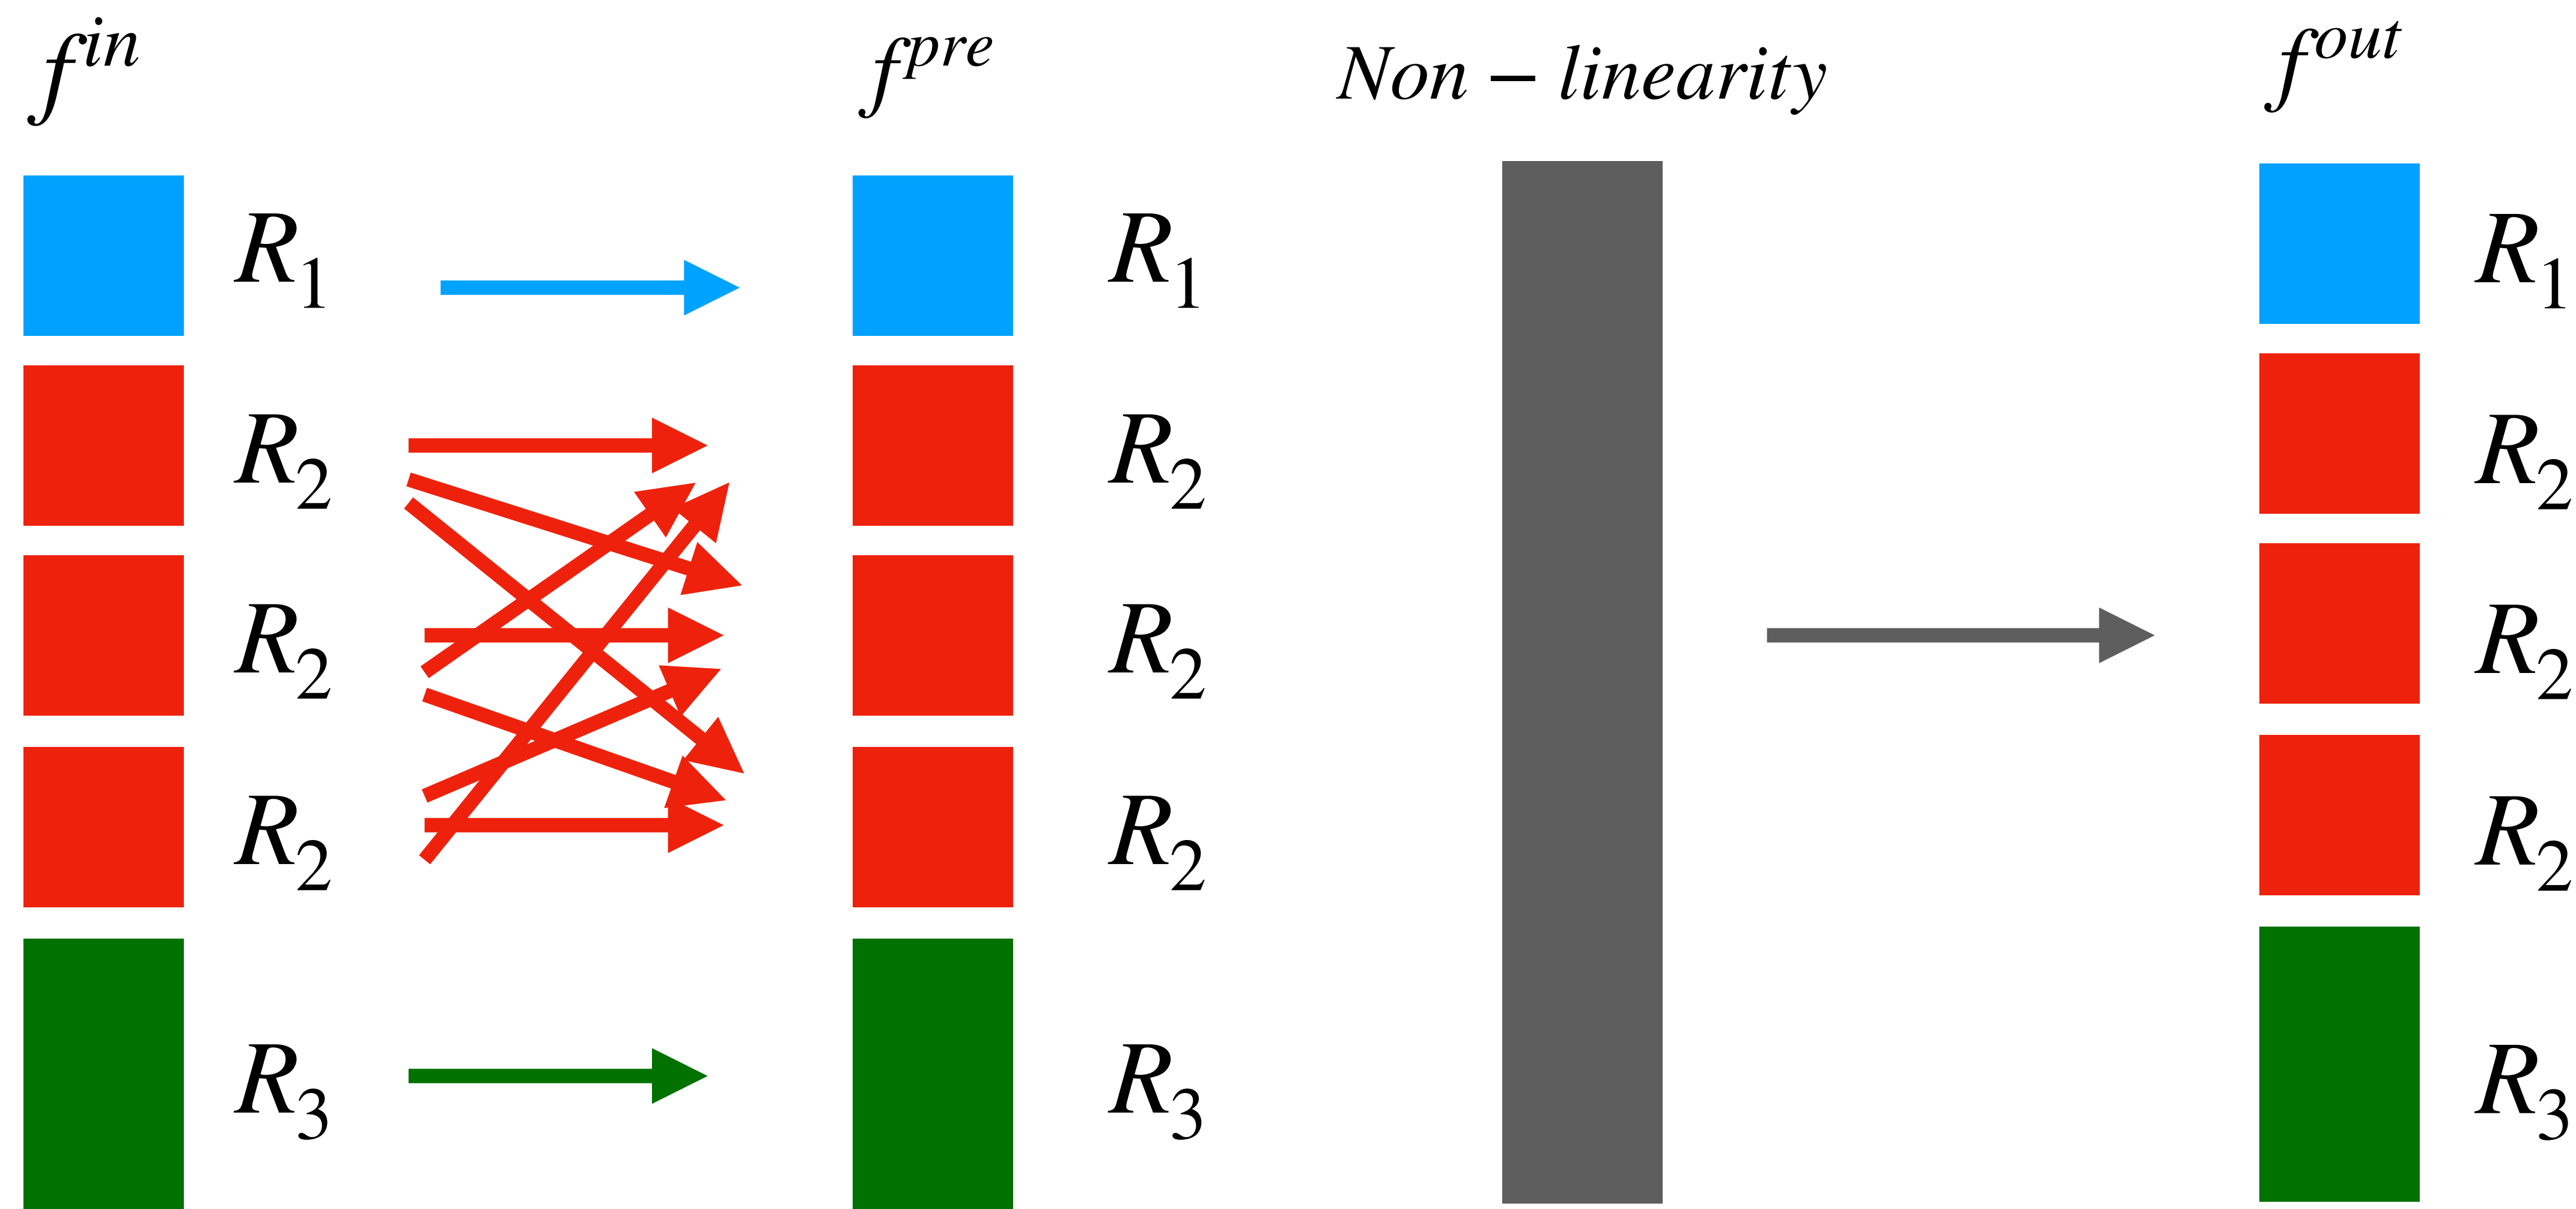 f^in f^pre Non – linearity f^out
R_1 R_1 R_1
R_2 R_2 R_2
R_2 R_2 R_2
R_2 R_2 R_2
R_3 R_3 R_3